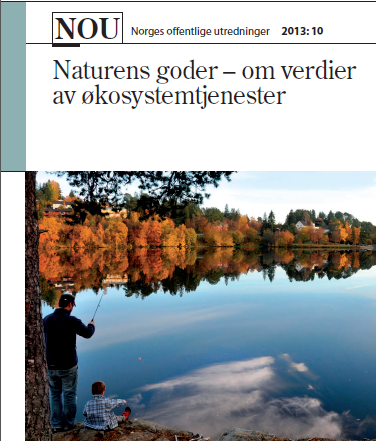 NOU Norges offentlige utredninger 2013: 10
Naturens goder – om verdier
av økosystemtjenester